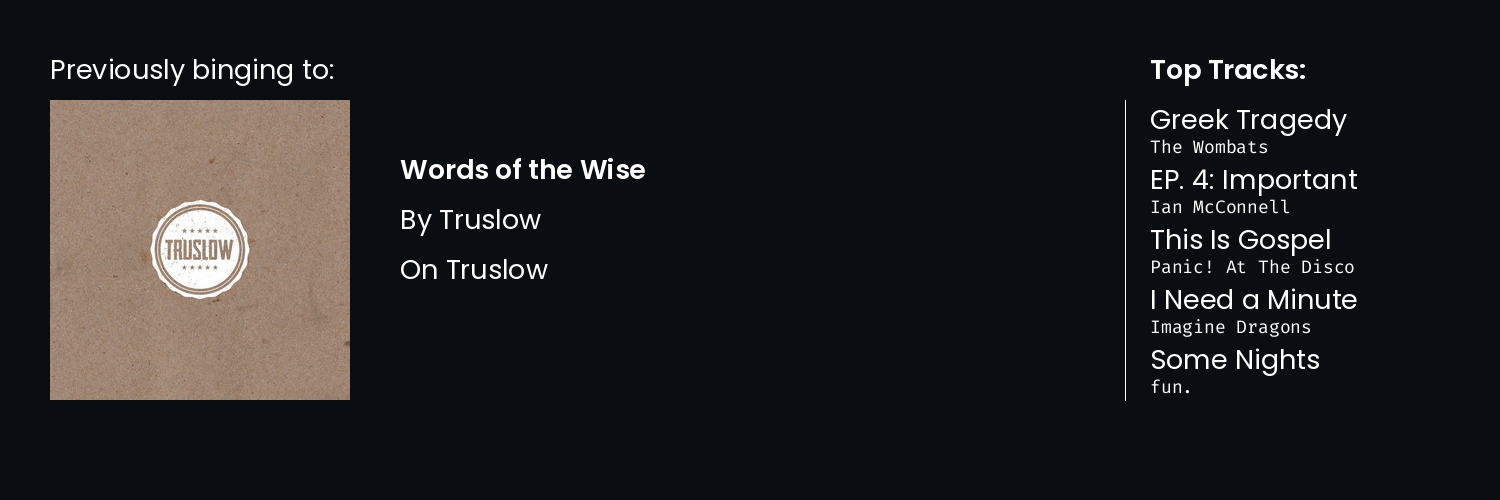 Previously binging to:
TRUSLOW
Words of the Wise
By Truslow
On Truslow
Top Tracks:
Greek Tragedy
The Wombats
EP. 4: Important
Ian McConnell
This Is Gospel
Panic! At The Disco
I Need a Minute
Imagine Dragons
Some Nights
fun.